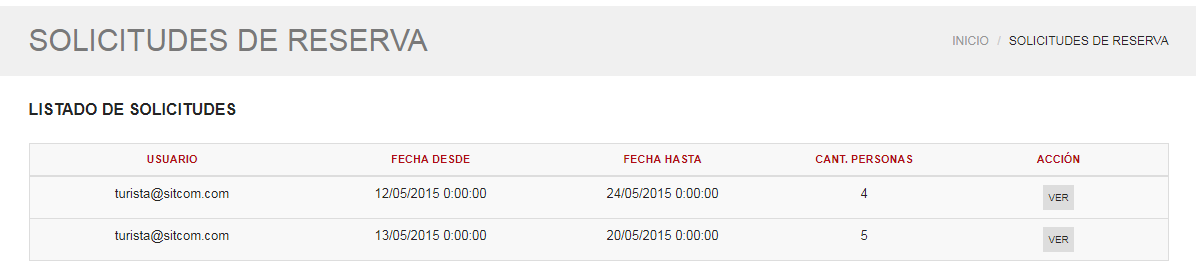 SOLICITUDES DE RESERVA
INICIO / SOLICITUDES DE RESERVA
LISTADO DE SOLICITUDES
USUARIO FECHA DESDE FECHA HASTA CANT. PERSONAS ACCIÓN
turista@sitcom.com 12/05/2015 0:00:00 24/05/2015 0:00:00 4 VER
turista@sitcom.com 13/05/2015 0:00:00 20/05/2015 0:00:00 5 VER